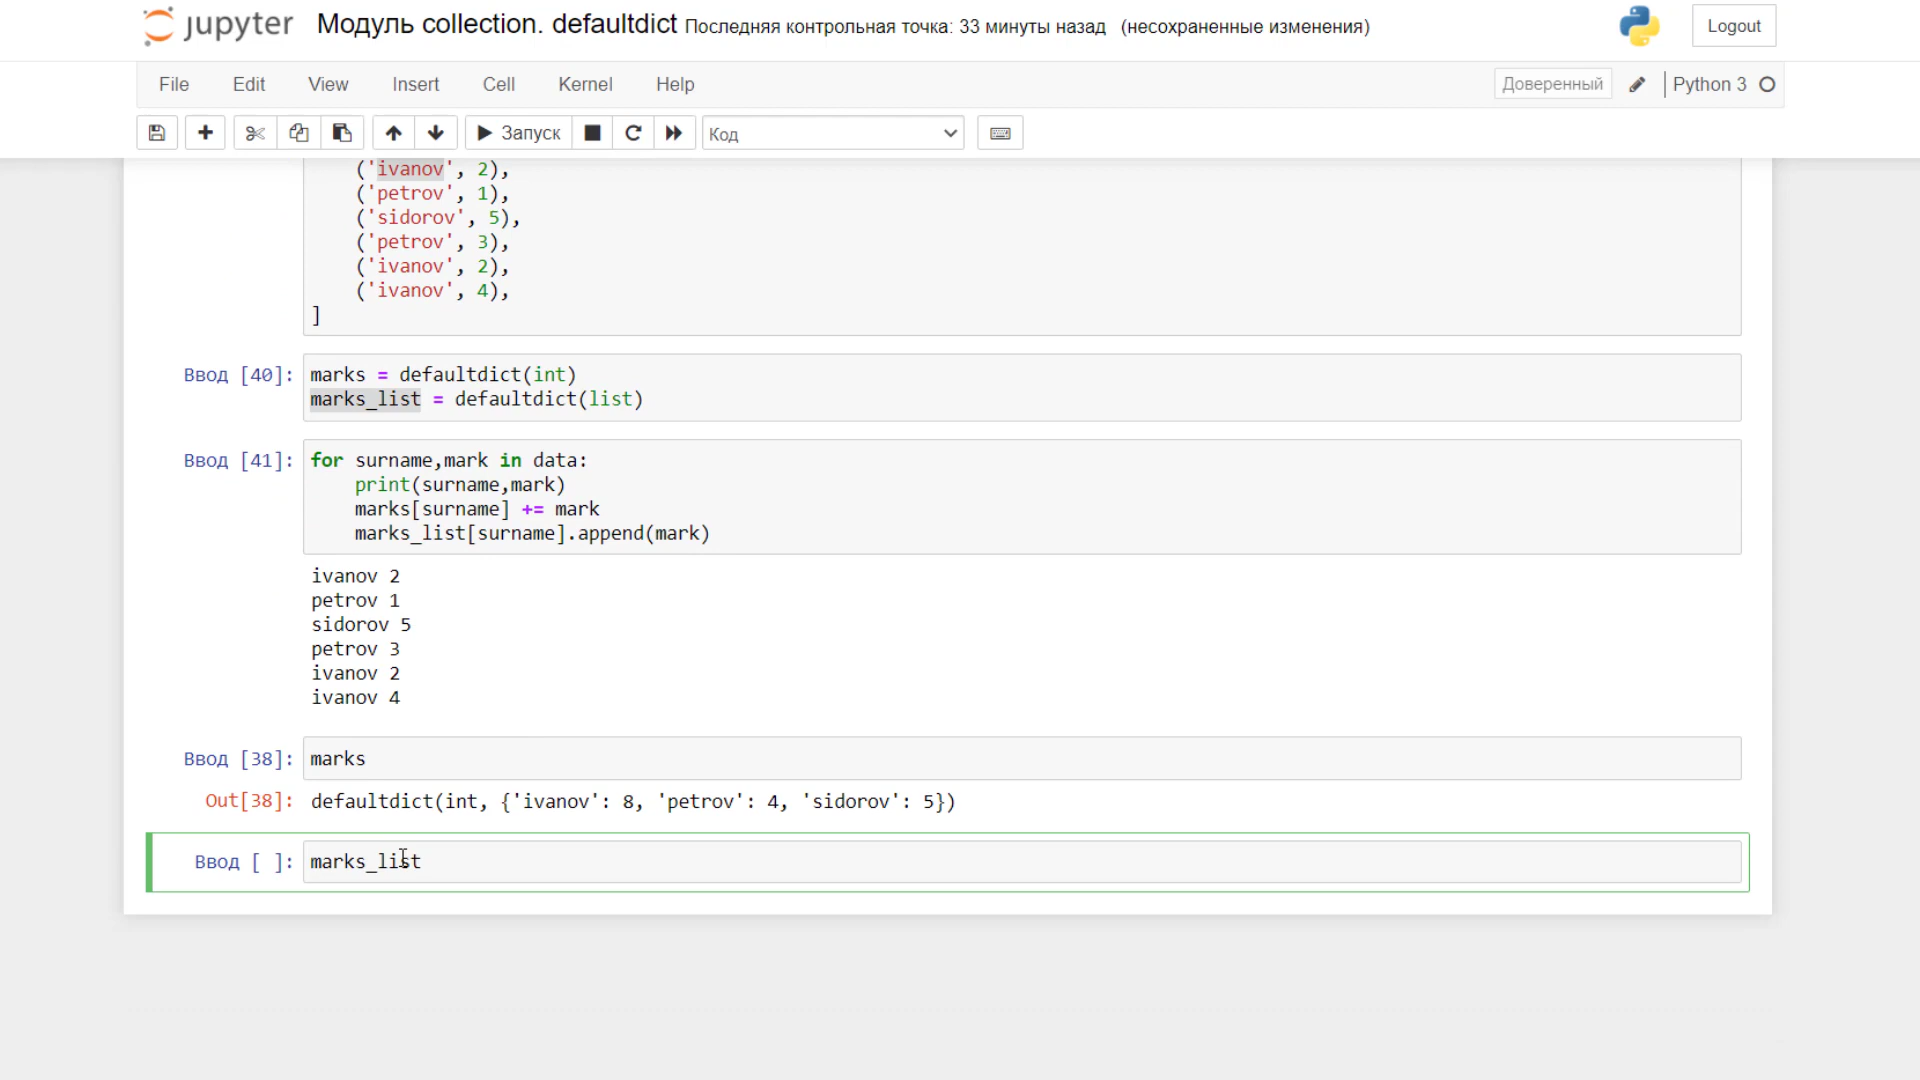 jupyter Модуль collection. defaultdict Последняя контрольная точка: 33 минуты назад (несохраненные изменения) Logout
File Edit View Insert Cell Kernel Help Доверенный Python 3
Запуск Код
('ivanov', 2),
('petrov', 1),
('sidorov', 5),
('petrov', 3),
('ivanov', 2),
('ivanov', 4),
]
Ввод [40]: marks = defaultdict(int)
marks_list = defaultdict(list)
Ввод [41]: for surname,mark in data:
print(surname,mark)
marks[surname] += mark
marks_list[surname].append(mark)
ivanov 2
petrov 1
sidorov 5
petrov 3
ivanov 2
ivanov 4
Ввод [38]: marks
Out[38]: defaultdict(int, {'ivanov': 8, 'petrov': 4, 'sidorov': 5})
Ввод [ ]: marks_list